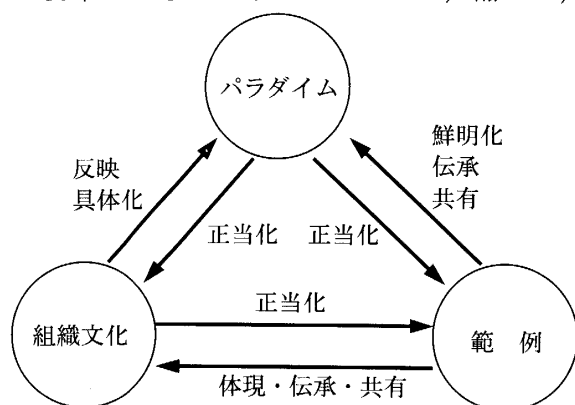 パラダイム
鮮明化
伝承
共有
反映
具体化
正当化 正当化
正当化
組織文化
範 例
体現・伝承・共有